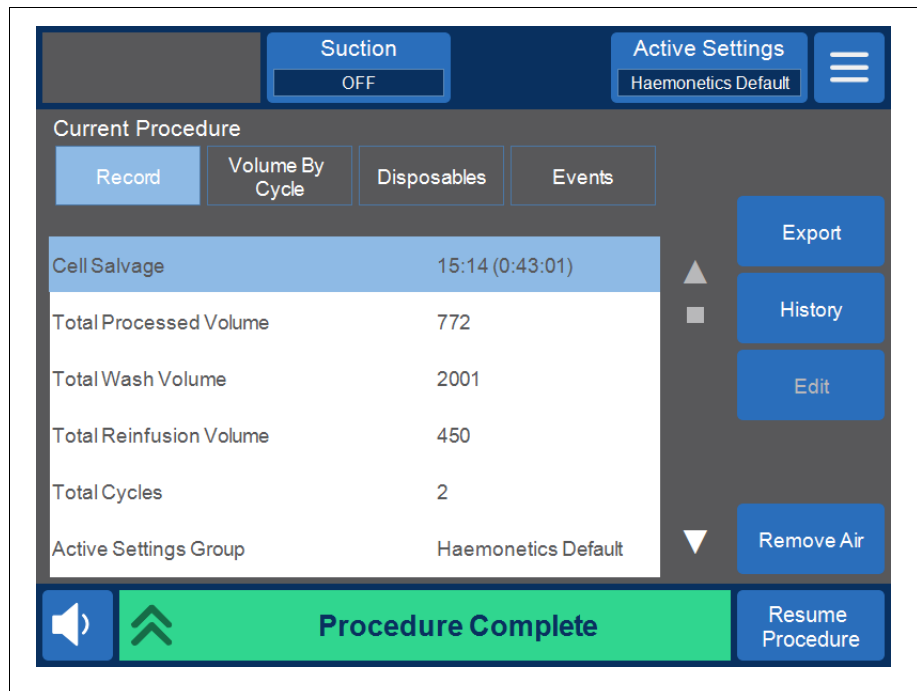 Suction
OFF
Active Settings
Haemonetics Default
Current Procedure
Record
Volume By
Cycle
Disposables
Events
Export
History
Edit
Cell Salvage 15:14 (0:43:01)
Total Processed Volume 772
Total Wash Volume 2001
Total Reinfusion Volume 450
Total Cycles 2
Active Settings Group Haemonetics Default
Remove Air
Procedure Complete
Resume
Procedure